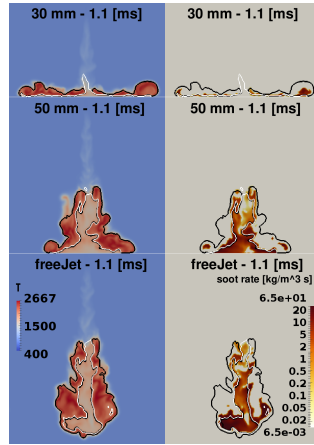 30 mm - 1.1 [ms] 30 mm - 1.1 [ms]
50 mm - 1.1 [ms] 50 mm - 1.1 [ms]
freeJet - 1.1 [ms] freeJet - 1.1 [ms]
soot rate [kg/m^3 s]
T
2667
1500
400
6.5e+01
20
10
5
2
1
0.5
0.2
0.1
0.05
0.02
6.5e-03